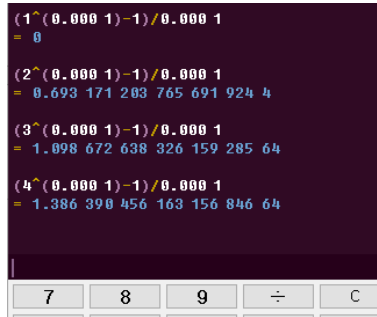 (1^(0.000 1)-1)/0.000 1
= 0
(2^(0.000 1)-1)/0.000 1
= 0.693 171 203 765 691 924 4
(3^(0.000 1)-1)/0.000 1
= 1.098 672 638 326 159 285 64
(4^(0.000 1)-1)/0.000 1
= 1.386 390 456 163 156 846 64
7 8 9 ÷ C